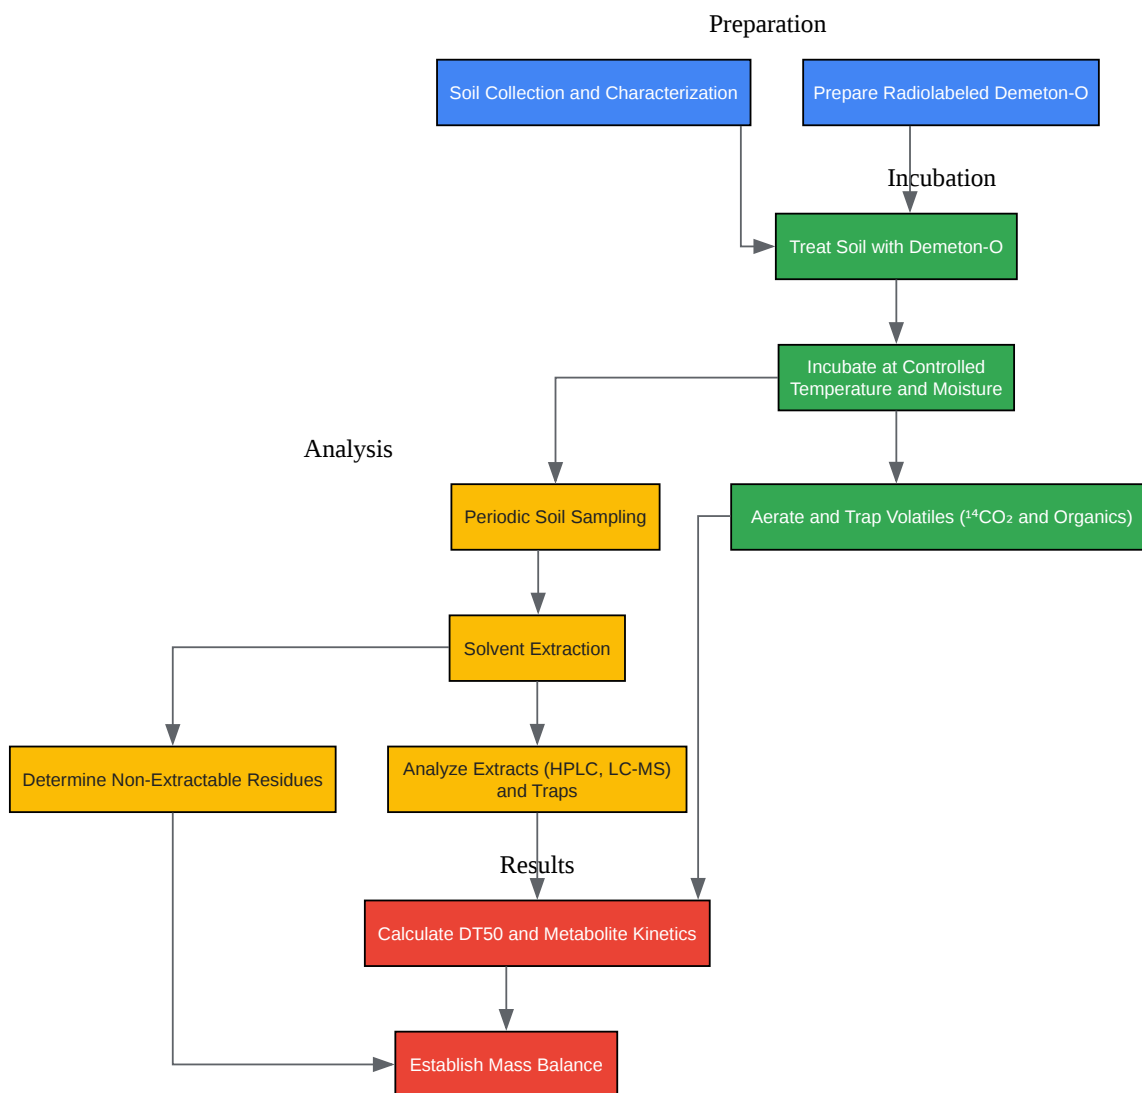 Preparation
Soil Collection and Characterization
Prepare Radiolabeled Demeton-O
Incubation
Treat Soil with Demeton-O
Incubate at Controlled
Temperature and Moisture
Analysis
Periodic Soil Sampling
Aerate and Trap Volatiles (¹⁴CO₂ and Organics)
Solvent Extraction
Determine Non-Extractable Residues
Analyze Extracts (HPLC, LC-MS)
and Traps
Results
Calculate DT50 and Metabolite Kinetics
Establish Mass Balance